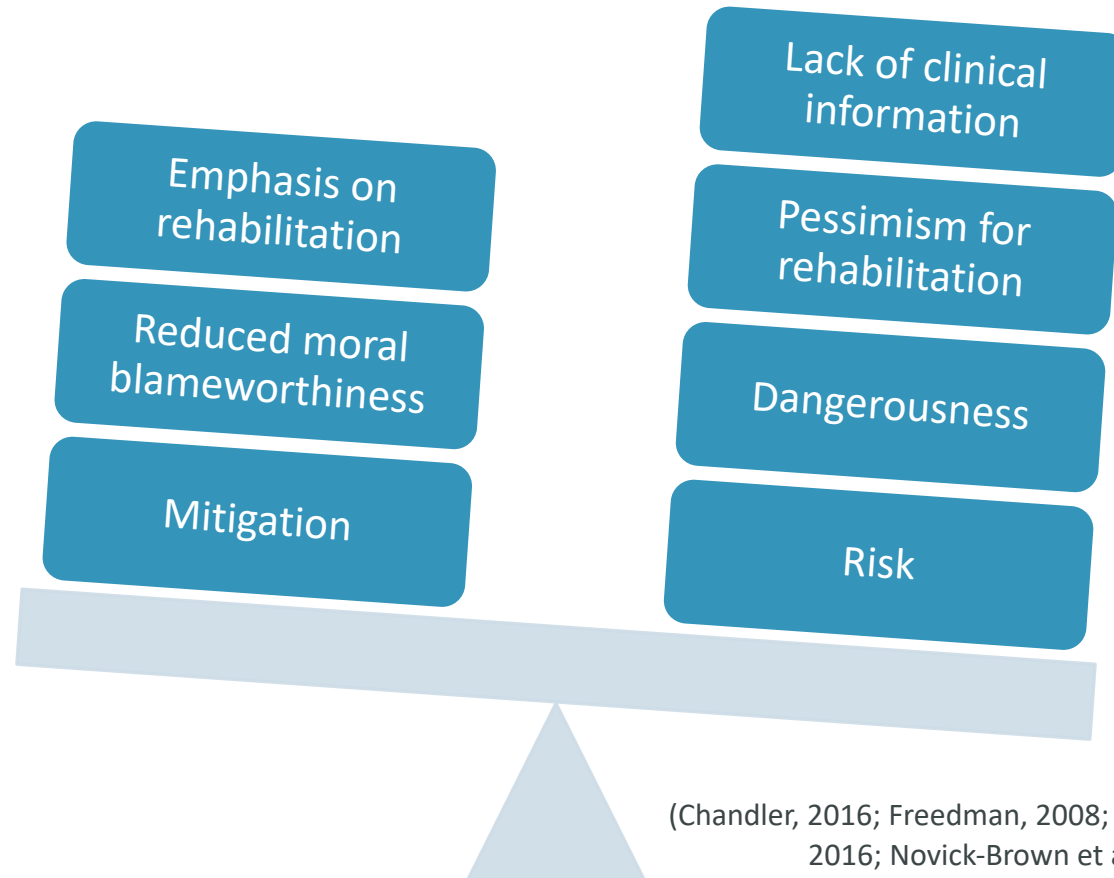 Emphasis on
rehabilitation
Reduced moral
blameworthiness
Mitigation
Lack of clinical
information
Pessimism for
rehabilitation
Dangerousness
Risk
(Chandler, 2016; Freedman, 2008;
2016; Novick-Brown et